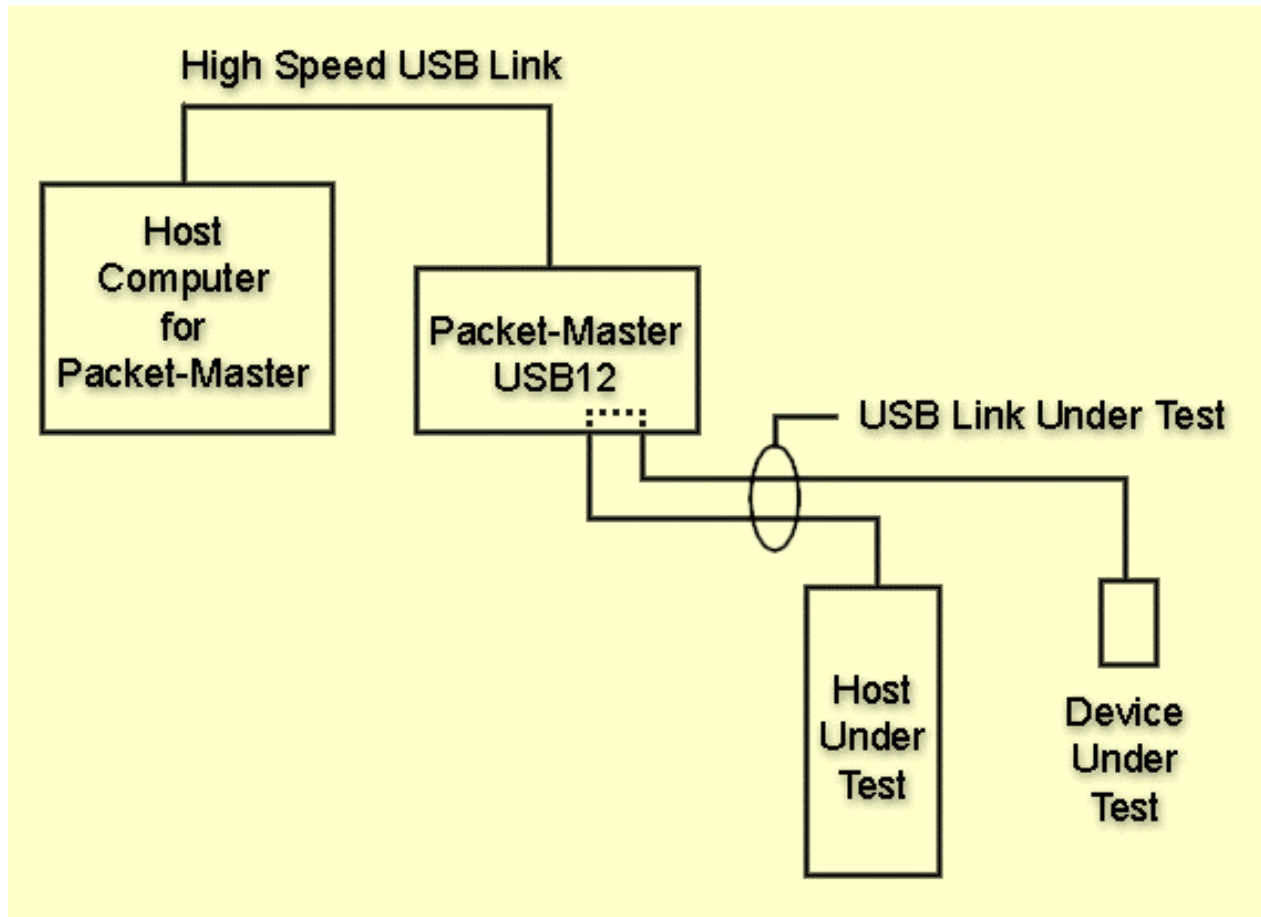 High Speed USB Link
Host
Computer
for
Packet-Master
Packet-Master
USB12
USB Link Under Test
Host
Under
Test
Device
Under
Test